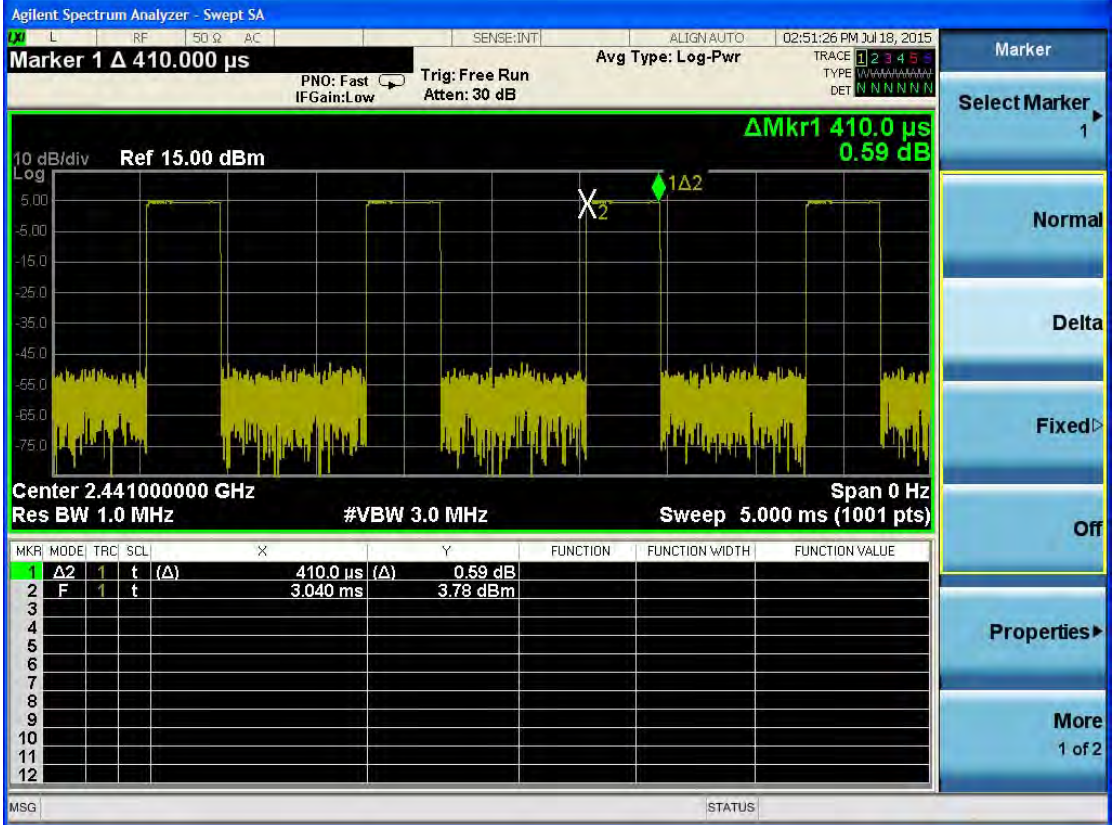 Agilent Spectrum Analyzer - Swept SA
LXI L RF 50 Ω AC SENSE:INT ALIGN AUTO 02:51:26 PM Jul 18, 2015
Marker 1 Δ 410.000 µs
PNO: Fast
IFGain:Low
Trig: Free Run
Atten: 30 dB
Avg Type: Log-Pwr
TRACE 1 2 3 4 5 6
TYPE WWWWWW
DET N N N N N N
ΔMkr1 410.0 µs
0.59 dB
10 dB/div Ref 15.00 dBm
Log
5.00
-5.00
-15.0
-25.0
-35.0
-45.0
-55.0
-65.0
-75.0
X2
1Δ2
Center 2.441000000 GHz Span 0 Hz
Res BW 1.0 MHz #VBW 3.0 MHz Sweep 5.000 ms (1001 pts)
MKR MODE TRC SCL X Y FUNCTION FUNCTION WIDTH FUNCTION VALUE
1 Δ2 1 t (Δ) 410.0 µs (Δ) 0.59 dB
2 F 1 t 3.040 ms 3.78 dBm
3
4
5
6
7
8
9
10
11
12
MSG STATUS
Marker
Select Marker
1
Normal
Delta
Fixed
Off
Properties
More
1 of 2